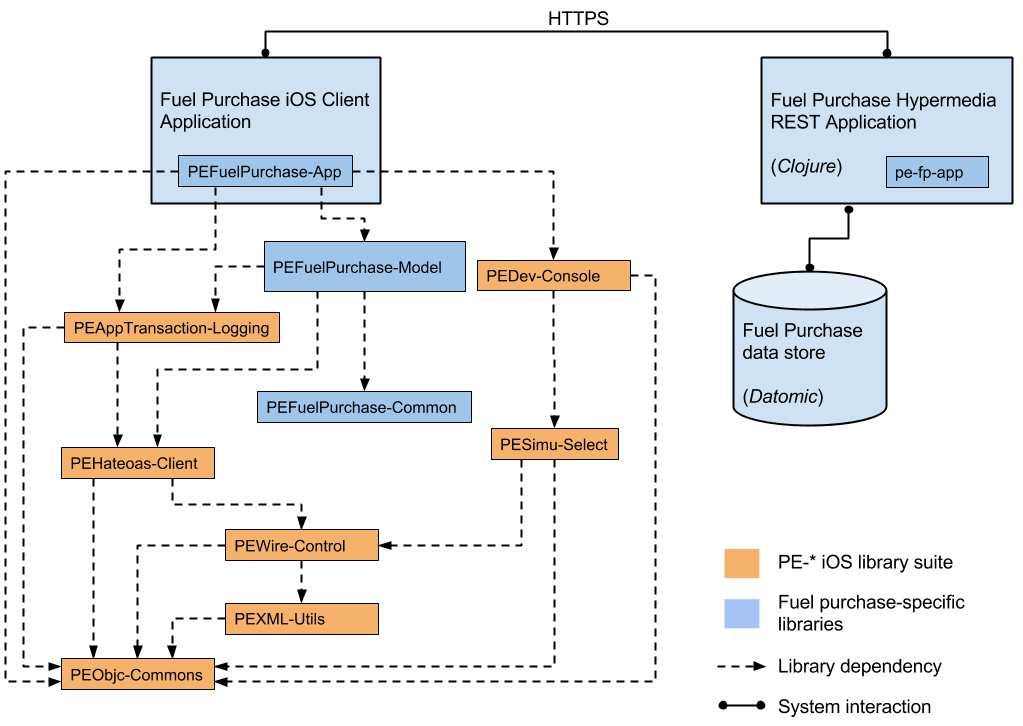 HTTPS
Fuel Purchase iOS Client
Application
PEFuelPurchase-App
Fuel Purchase Hypermedia
REST Application
(Clojure)
pe-fp-app
PEFuelPurchase-Model
PEDev-Console
PEAppTransaction-Logging
Fuel Purchase
data store
(Datomic)
PEFuelPurchase-Common
PESimu-Select
PEHateoas-Client
PEWire-Control
PEXML-Utils
PEObjc-Commons
PE-* iOS library suite
Fuel purchase-specific
libraries
Library dependency
System interaction